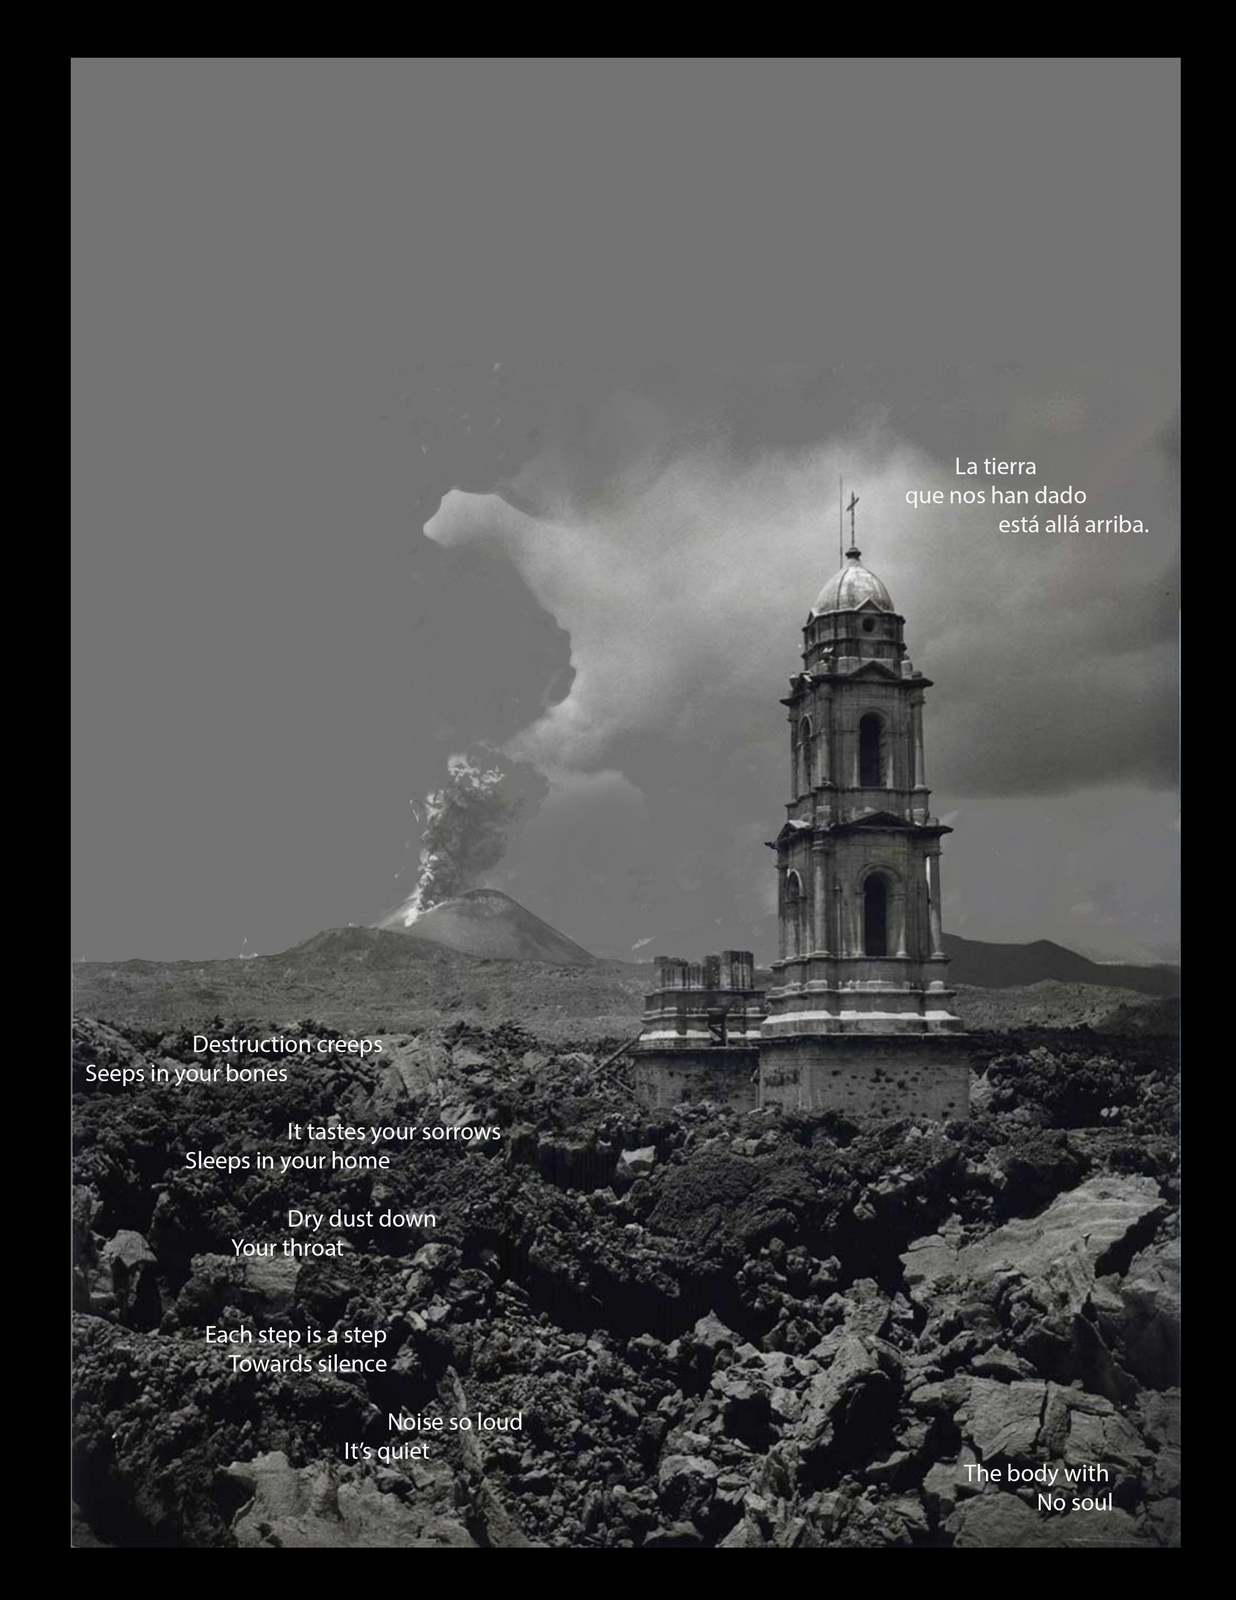 La tierra
que nos han dado
está allá arriba.
Destruction creeps
Seeps in your bones
It tastes your sorrows
Sleeps in your home
Dry dust down
Your throat
Each step is a step
Towards silence
Noise so loud
It's quiet
The body with
No soul